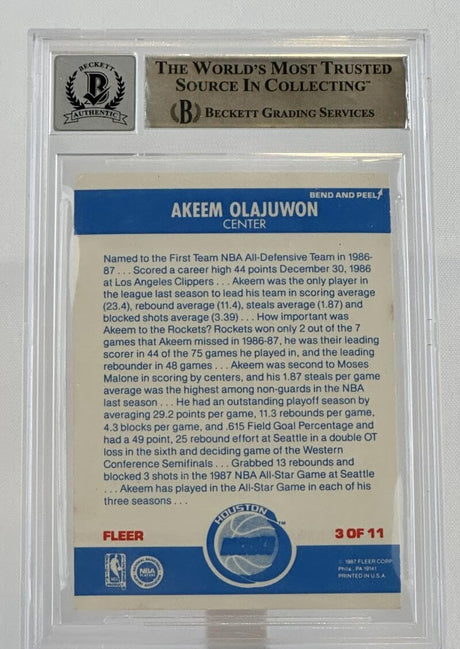 BECKETT
B
AUTHENTIC
THE WORLD'S MOST TRUSTED
SOURCE IN COLLECTING™
B BECKETT GRADING SERVICES
BEND AND PEEL
AKEEM OLAJUWON
CENTER
Named to the First Team NBA All-Defensive Team in 1986-
87 . . . Scored a career high 44 points December 30, 1986
at Los Angeles Clippers . . . Akeem was the only player in
the league last season to lead his team in scoring average
(23.4), rebound average (11.4), steals average (1.87) and
blocked shots average (3.39) . . . How important was
Akeem to the Rockets? Rockets won only 2 out of the 7
games that Akeem missed in 1986-87, he was their leading
scorer in 44 of the 75 games he played in, and the leading
rebounder in 48 games . . . Akeem was second to Moses
Malone in scoring by centers, and his 1.87 steals per game
average was the highest among non-guards in the NBA
last season . . . He had an outstanding playoff season by
averaging 29.2 points per game, 11.3 rebounds per game,
4.3 blocks per game, and .615 Field Goal Percentage and
had a 49 point, 25 rebound effort at Seattle in a double OT
loss in the sixth and deciding game of the Western
Conference Semifinals . . . Grabbed 13 rebounds and
blocked 3 shots in the 1987 NBA All-Star Game at Seattle
. . . Akeem has played in the All-Star Game in each of his
three seasons . . .
HOUSTON
™
FLEER
3 OF 11
NBA
PLAYERS
© 1987 FLEER CORP.
Phila., PA 19141
PRINTED IN U.S.A.